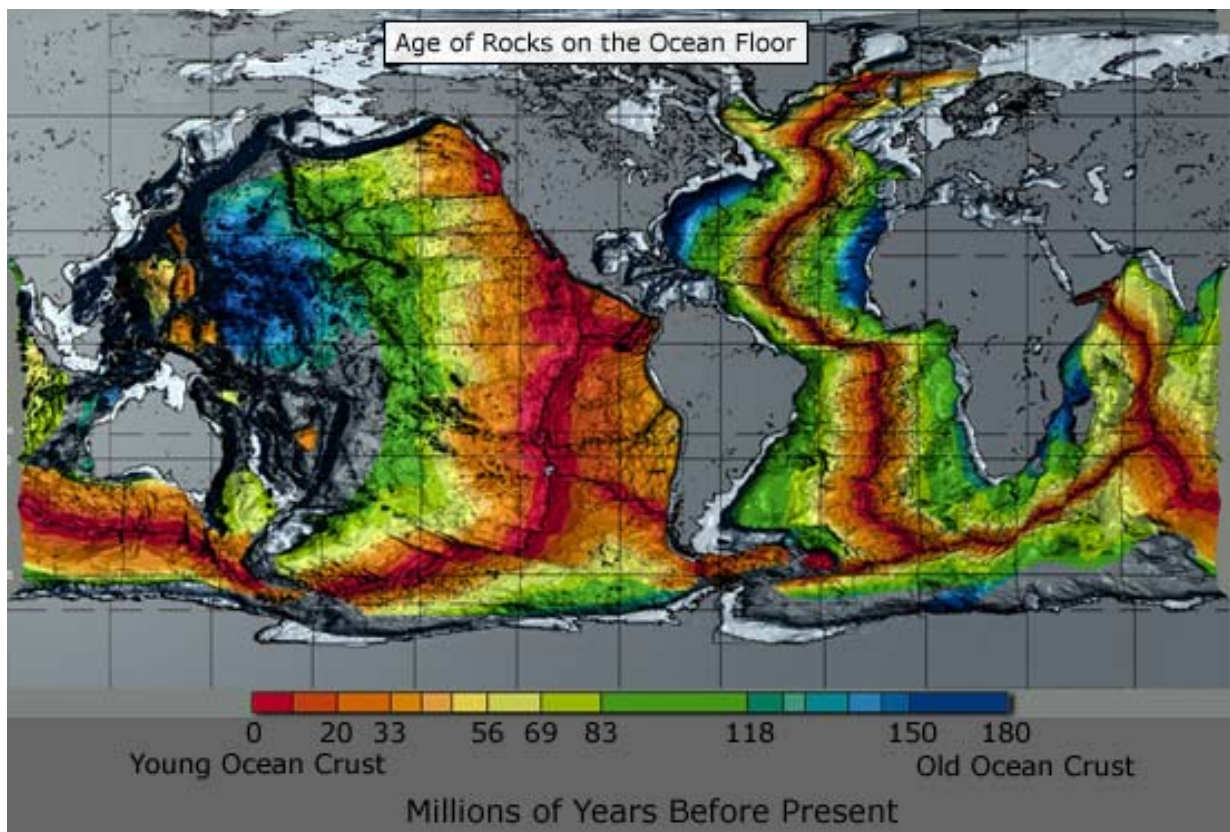 Age of Rocks on the Ocean Floor
0 20 33 56 69 83 118 150 180
Young Ocean Crust Old Ocean Crust
Millions of Years Before Present